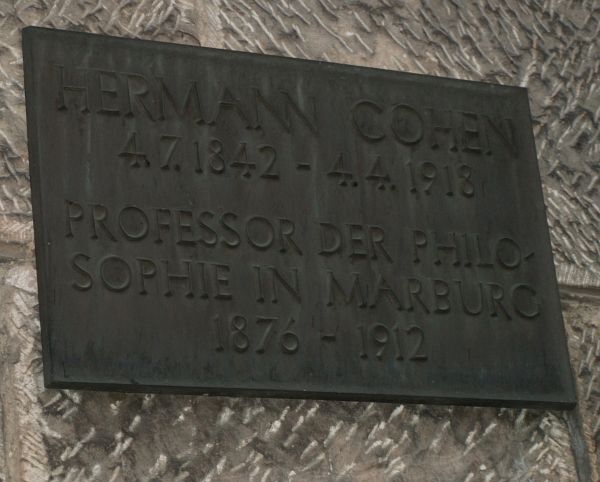 HERMANN COHEN
4.7.1842 - 4.4.1918
PROFESSOR DER PHILO-
SOPHIE IN MARBURG
1876 - 1912